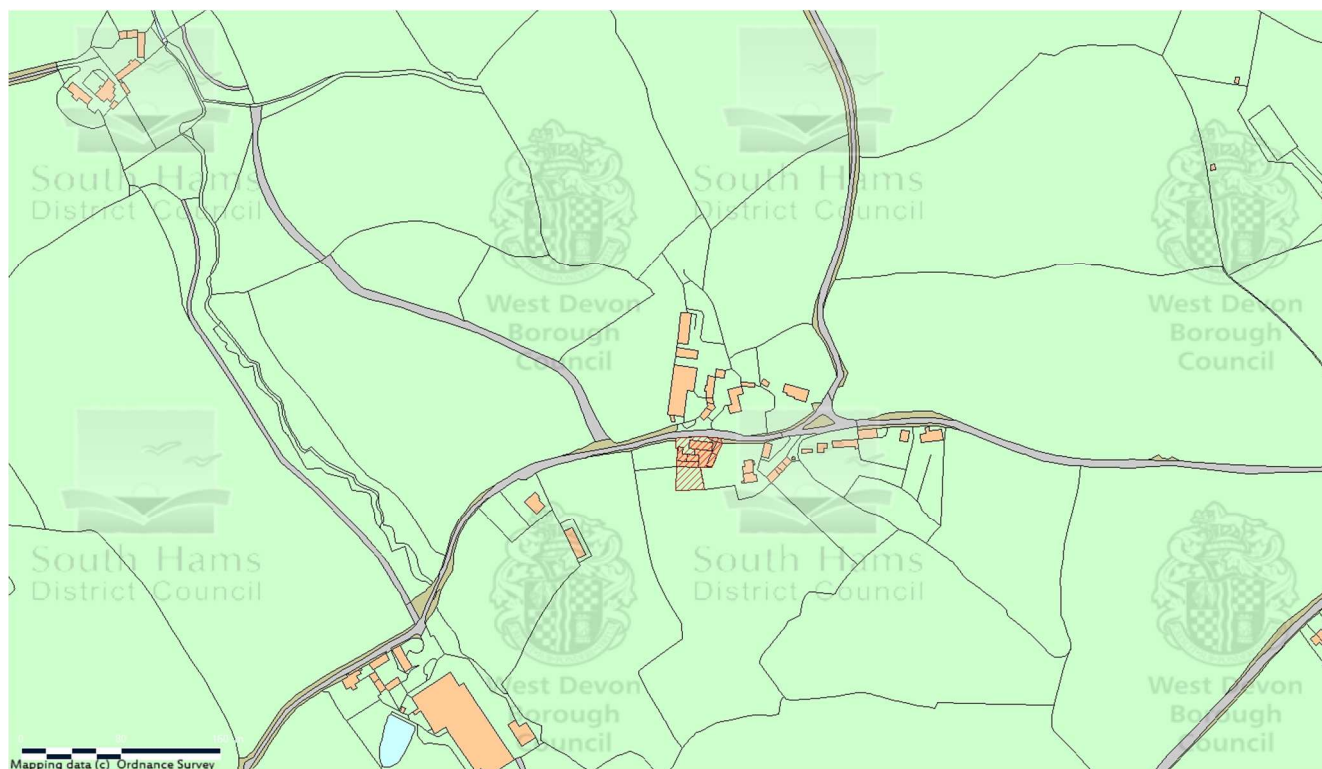 South Hams
District Council
South Hams
District Council
West Devon
Borough
Council
West Devon
Borough
Council
South Hams
District Council
South Hams
District Council
West Devon
Borough
Council
West Devon
Borough
Council
Mapping data (c) Ordnance Survey